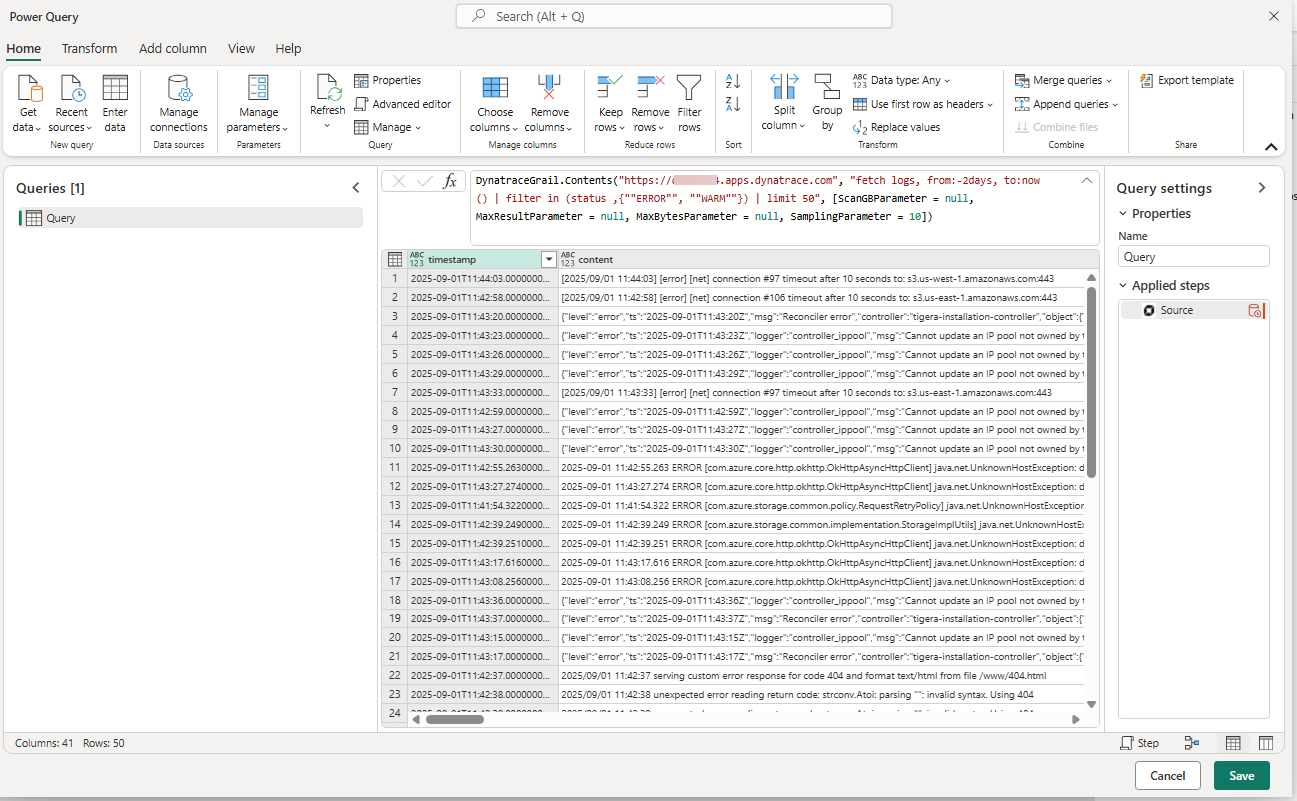 Power Query
Search (Alt + Q)
Home Transform Add column View Help
Get data
Recent sources
Enter data
New query
Manage connections
Data sources
Manage parameters
Parameters
Refresh
Properties
Advanced editor
Manage
Query
Choose columns
Remove columns
Manage columns
Keep rows
Remove rows
Filter rows
Reduce rows
A Z
Z A
Sort
Split column
Group by
ABC 123 Data type: Any
Use first row as headers
1 2 Replace values
Transform
Merge queries
Append queries
Combine files
Combine
Export template
Share
Queries [1]
Query
fx
DynatraceGrail.Contents("https://
.apps.dynatrace.com", "fetch logs, from:-2days, to:now
() | filter in (status ,{""ERROR"", ""WARM""}) | limit 50", [ScanGBParameter = null,
MaxResultParameter = null, MaxBytesParameter = null, SamplingParameter = 10])
ABC 123 timestamp ABC 123 content
1 2025-09-01T11:44:03.0000000... [2025/09/01 11:44:03] [error] [net] connection #97 timeout after 10 seconds to: s3.us-west-1.amazonaws.com:443
2 2025-09-01T11:42:58.0000000... [2025/09/01 11:42:58] [error] [net] connection #106 timeout after 10 seconds to: s3.us-east-1.amazonaws.com:443
3 2025-09-01T11:43:20.0000000... {"level":"error","ts":"2025-09-01T11:43:20Z","msg":"Reconciler error","controller":"tigera-installation-controller","object":{"
4 2025-09-01T11:43:23.0000000... {"level":"error","ts":"2025-09-01T11:43:23Z","logger":"controller_ippool","msg":"Cannot update an IP pool not owned by t
5 2025-09-01T11:43:26.0000000... {"level":"error","ts":"2025-09-01T11:43:26Z","logger":"controller_ippool","msg":"Cannot update an IP pool not owned by t
6 2025-09-01T11:43:29.0000000... {"level":"error","ts":"2025-09-01T11:43:29Z","logger":"controller_ippool","msg":"Cannot update an IP pool not owned by t
7 2025-09-01T11:43:33.0000000... [2025/09/01 11:43:33] [error] [net] connection #97 timeout after 10 seconds to: s3.us-east-1.amazonaws.com:443
8 2025-09-01T11:42:59.0000000... {"level":"error","ts":"2025-09-01T11:42:59Z","logger":"controller_ippool","msg":"Cannot update an IP pool not owned by t
9 2025-09-01T11:43:27.0000000... {"level":"error","ts":"2025-09-01T11:43:27Z","logger":"controller_ippool","msg":"Cannot update an IP pool not owned by t
10 2025-09-01T11:43:30.0000000... {"level":"error","ts":"2025-09-01T11:43:30Z","logger":"controller_ippool","msg":"Cannot update an IP pool not owned by t
11 2025-09-01T11:42:55.2630000... 2025-09-01 11:42:55.263 ERROR [com.azure.core.http.okhttp.OkHttpAsyncHttpClient] java.net.UnknownHostException: d
12 2025-09-01T11:43:27.2740000... 2025-09-01 11:43:27.274 ERROR [com.azure.core.http.okhttp.OkHttpAsyncHttpClient] java.net.UnknownHostException: d
13 2025-09-01T11:41:54.3220000... 2025-09-01 11:41:54.322 ERROR [com.azure.storage.common.policy.RequestRetryPolicy] java.net.UnknownHostException
14 2025-09-01T11:42:39.2490000... 2025-09-01 11:42:39.249 ERROR [com.azure.storage.common.implementation.StorageImplUtils] java.net.UnknownHostEx
15 2025-09-01T11:42:39.2510000... 2025-09-01 11:42:39.251 ERROR [com.azure.core.http.okhttp.OkHttpAsyncHttpClient] java.net.UnknownHostException: d
16 2025-09-01T11:43:17.6160000... 2025-09-01 11:43:17.616 ERROR [com.azure.core.http.okhttp.OkHttpAsyncHttpClient] java.net.UnknownHostException: d
17 2025-09-01T11:43:08.2560000... 2025-09-01 11:43:08.256 ERROR [com.azure.core.http.okhttp.OkHttpAsyncHttpClient] java.net.UnknownHostException: d
18 2025-09-01T11:43:36.0000000... {"level":"error","ts":"2025-09-01T11:43:36Z","logger":"controller_ippool","msg":"Cannot update an IP pool not owned by t
19 2025-09-01T11:43:37.0000000... {"level":"error","ts":"2025-09-01T11:43:37Z","msg":"Reconciler error","controller":"tigera-installation-controller","object":{"
20 2025-09-01T11:43:15.0000000... {"level":"error","ts":"2025-09-01T11:43:15Z","logger":"controller_ippool","msg":"Cannot update an IP pool not owned by t
21 2025-09-01T11:43:17.0000000... {"level":"error","ts":"2025-09-01T11:43:17Z","msg":"Reconciler error","controller":"tigera-installation-controller","object":{"
22 2025-09-01T11:42:37.0000000... 2025/09/01 11:42:37 serving custom error response for code 404 and format text/html from file /www/404.html
23 2025-09-01T11:42:38.0000000... 2025/09/01 11:42:38 unexpected error reading return code: strconv.Atoi: parsing "": invalid syntax. Using 404
24
Query settings
Properties
Name
Query
Applied steps
Source
Columns: 41 Rows: 50
Step
Cancel
Save